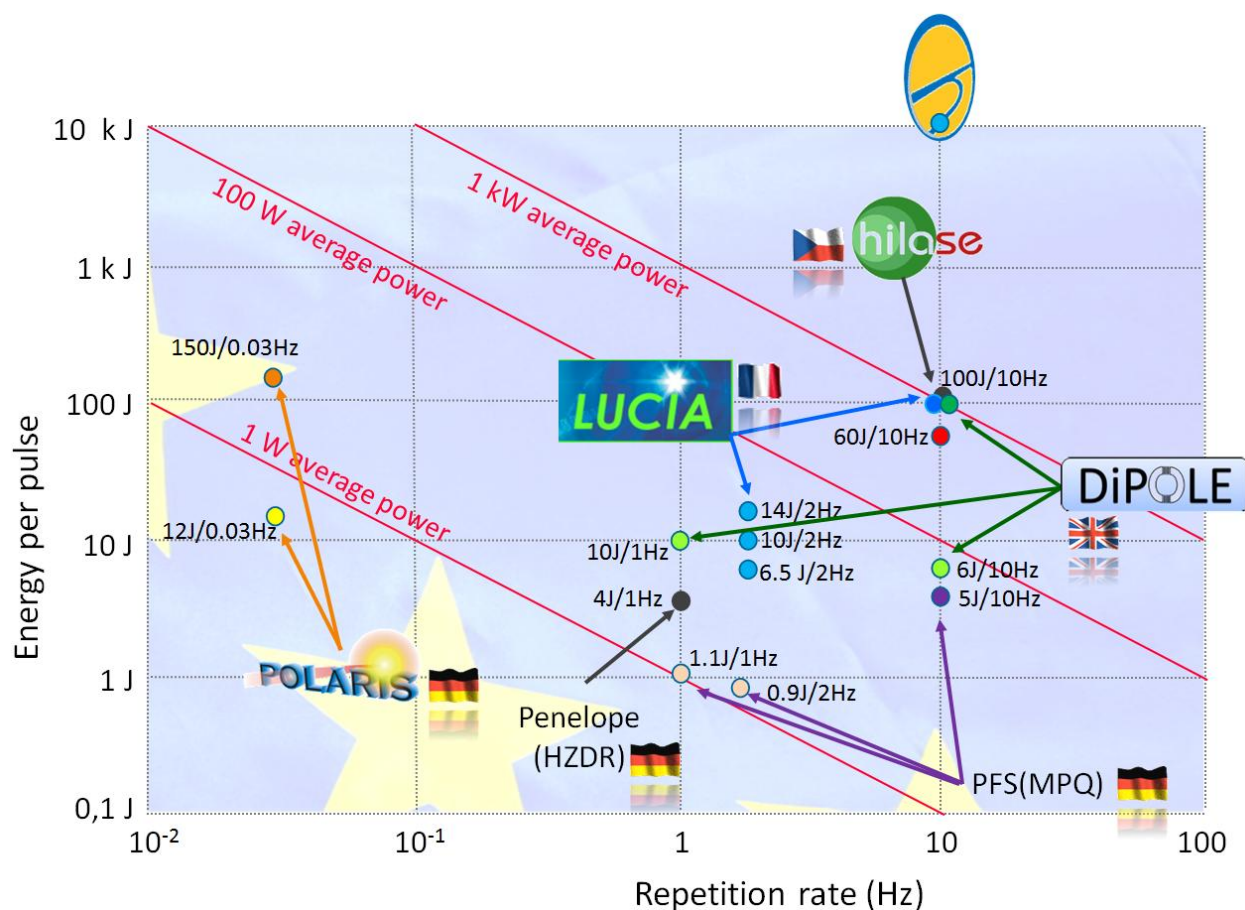 10 k J
1 kW average power
100 W average power
hilase
1 k J
150J/0.03Hz
100J/10Hz
LUCIA
100 J
60J/10Hz
1 W average power
DiPOLE
14J/2Hz
12J/0.03Hz
10J/2Hz
10 J
10J/1Hz
6.5 J/2Hz
6J/10Hz
4J/1Hz
5J/10Hz
Energy per pulse
1.1J/1Hz
POLARIS
1 J
0.9J/2Hz
Penelope
(HZDR)
PFS(MPQ)
0,1 J
10-2
10-1
1
10
100
Repetition rate (Hz)